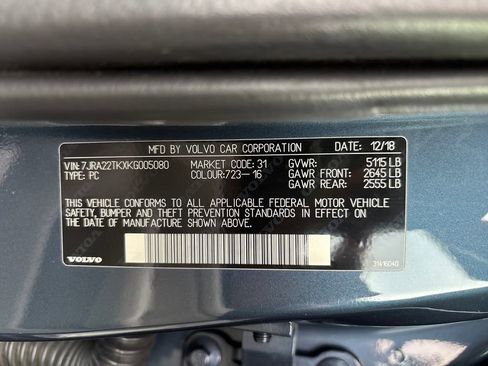 MFD BY VOLVO CAR CORPORATION DATE: 12/18
VIN: 7JRA22TKXKG005080 MARKET CODE: 31 GVWR: 5115 LB
TYPE: PC COLOUR: 723-16 GAWR FRONT: 2645 LB
GAWR REAR: 2555 LB
THIS VEHICLE CONFORMS TO ALL APPLICABLE FEDERAL MOTOR VEHICLE
SAFETY, BUMPER AND THEFT PREVENTION STANDARDS IN EFFECT ON
THE DATE OF MANUFACTURE SHOWN ABOVE.
VOLVO 31416040